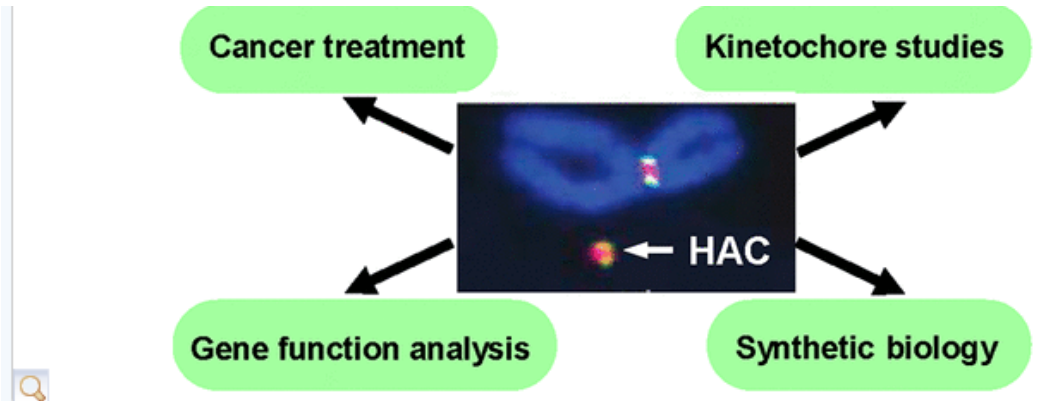 Cancer treatment
Kinetochore studies
HAC
Gene function analysis
Synthetic biology